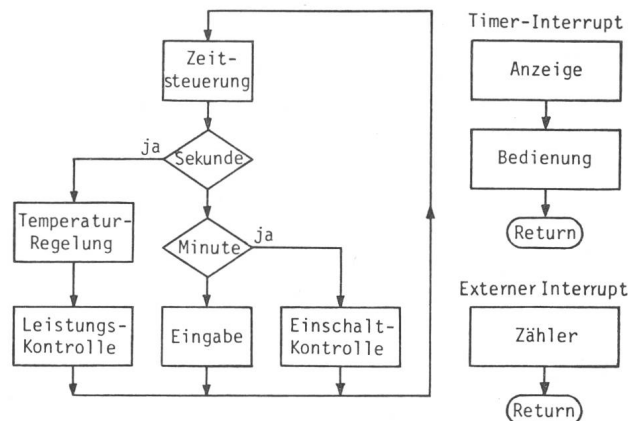 Zeit-
steuerung
ja
Sekunde
Temperatur-
Regelung
Minute
ja
Leistungs-
Kontrolle
Eingabe
Einschalt-
Kontrolle
Timer-Interrupt
Anzeige
Bedienung
Return
Externer Interrupt
Zähler
Return